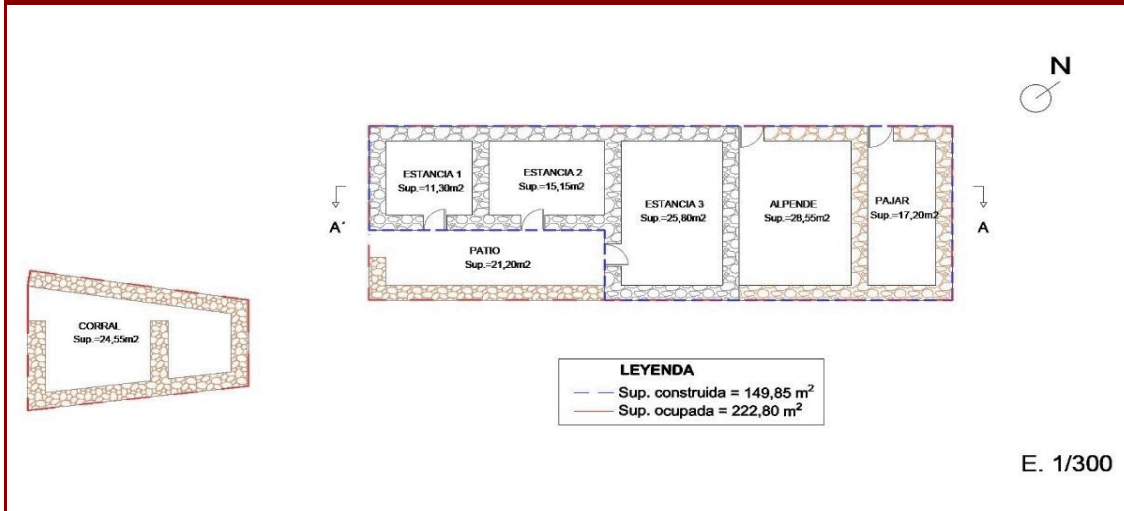 N
ESTANCIA 1
Sup.=11,30m2
ESTANCIA 2
Sup.=15,15m2
ESTANCIA 3
Sup.=25,80m2
ALPENDE
Sup.=28,55m2
PAJAR
Sup.=17,20m2
A´
A
PATIO
Sup.=21,20m2
CORRAL
Sup.=24,55m2
LEYENDA
Sup. construida = 149,85 m²
Sup. ocupada = 222,80 m²
E. 1/300